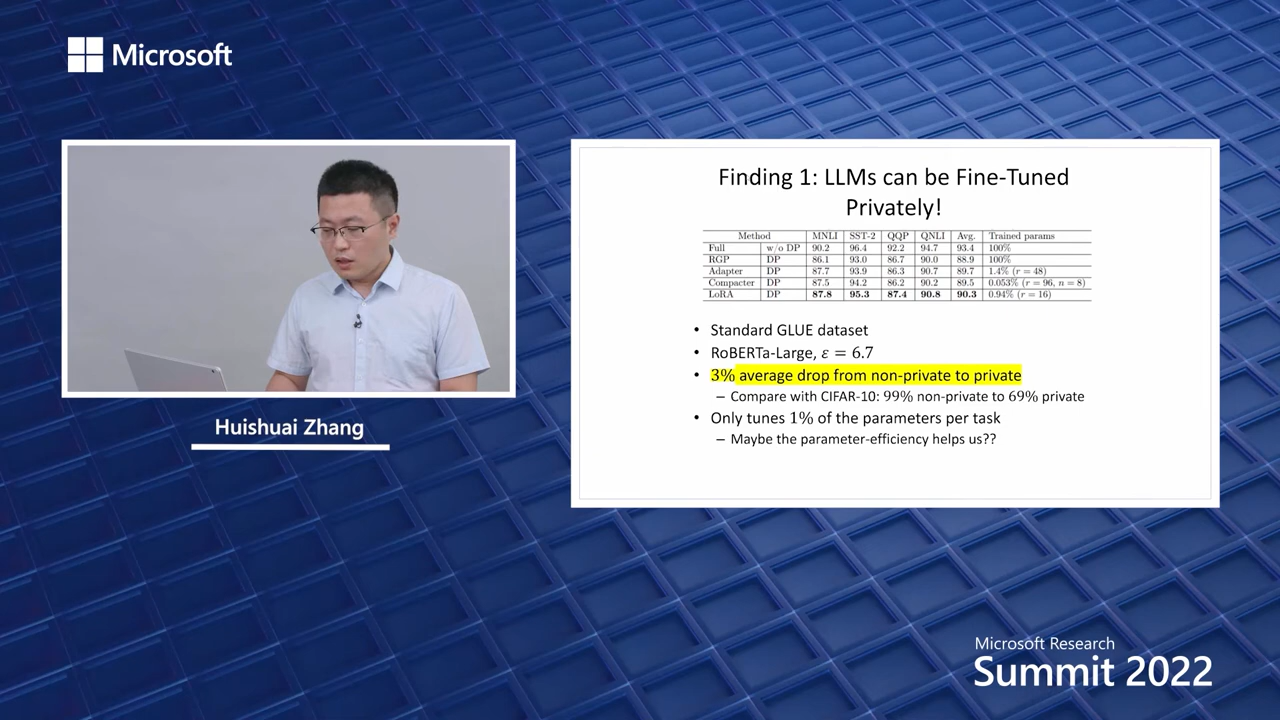 Microsoft
Huishuai Zhang
Finding 1: LLMs can be Fine-Tuned
Privately!
Method MNLI SST-2 QQP QNLI Avg. Trained params
Full w/o DP 90.2 96.4 92.2 94.7 93.4 100%
RGP DP 86.1 93.0 86.7 90.0 88.9 100%
Adapter DP 87.7 93.9 86.3 90.7 89.7 1.4% (r = 48)
Compacter DP 87.5 94.2 86.2 90.2 89.5 0.053% (r = 96, n = 8)
LoRA DP 87.8 95.3 87.4 90.8 90.3 0.94% (r = 16)
• Standard GLUE dataset
• RoBERTa-Large, ε = 6.7
• 3% average drop from non-private to private
– Compare with CIFAR-10: 99% non-private to 69% private
• Only tunes 1% of the parameters per task
– Maybe the parameter-efficiency helps us??
Microsoft Research
Summit 2022